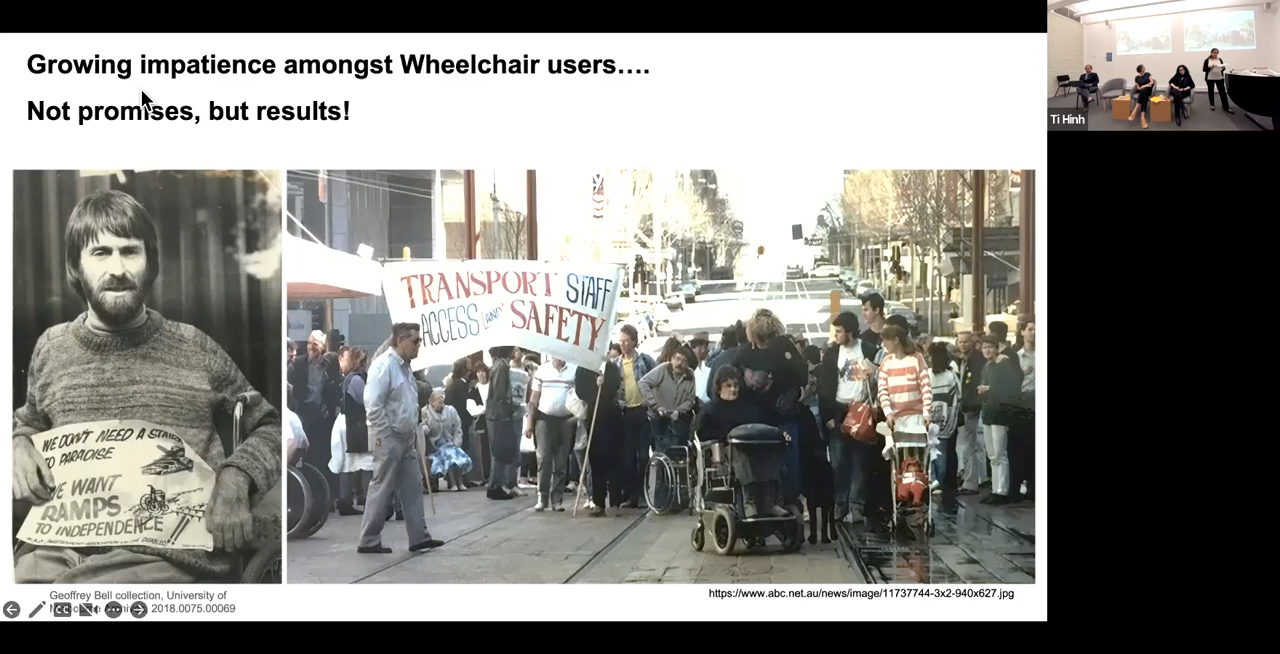 Growing impatience amongst Wheelchair users….
Not promises, but results!
Ti Hinh
TRANSPORT STAFF
ACCESS AND SAFETY
WE DON'T NEED A STAIR
TO PARADISE
WE WANT
RAMPS
TO INDEPENDENCE
Geoffrey Bell collection, University of
2018.0075.00069
https://www.abc.net.au/news/image/11737744-3x2-940x627.jpg